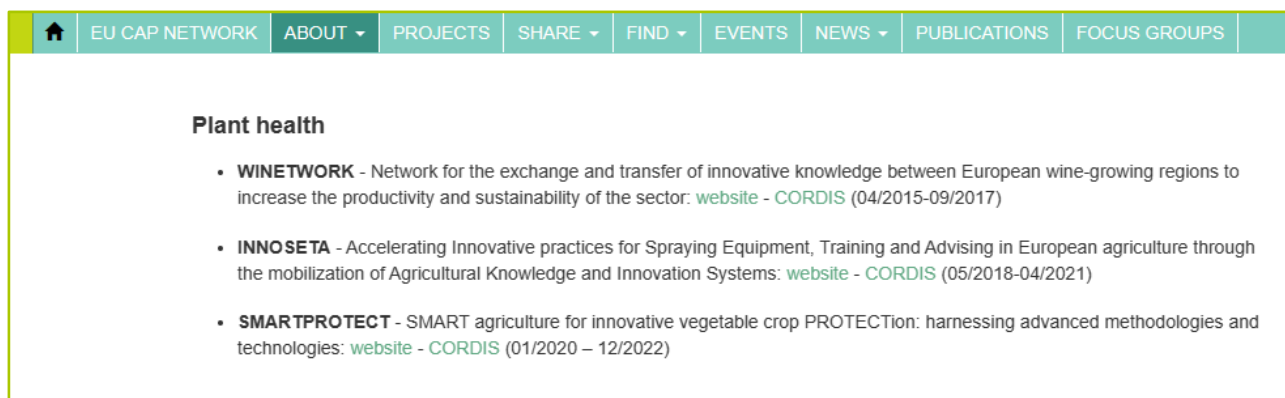 EU CAP NETWORK ABOUT PROJECTS SHARE FIND EVENTS NEWS PUBLICATIONS FOCUS GROUPS
Plant health
• WINETWORK - Network for the exchange and transfer of innovative knowledge between European wine-growing regions to
increase the productivity and sustainability of the sector: website - CORDIS (04/2015-09/2017)
• INNOSETA - Accelerating Innovative practices for Spraying Equipment, Training and Advising in European agriculture through
the mobilization of Agricultural Knowledge and Innovation Systems: website - CORDIS (05/2018-04/2021)
• SMARTPROTECT - SMART agriculture for innovative vegetable crop PROTECTion: harnessing advanced methodologies and
technologies: website - CORDIS (01/2020 – 12/2022)